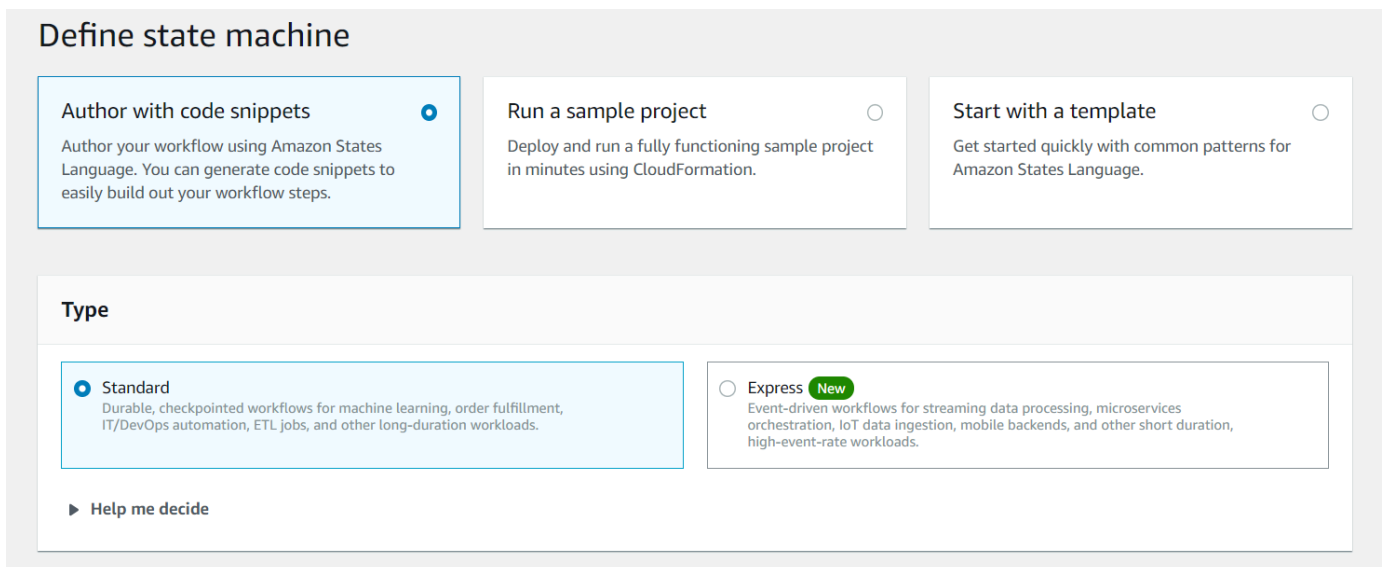 Define state machine
Author with code snippets
Author your workflow using Amazon States
Language. You can generate code snippets to
easily build out your workflow steps.
Run a sample project
Deploy and run a fully functioning sample project
in minutes using CloudFormation.
Start with a template
Get started quickly with common patterns for
Amazon States Language.
Type
Standard
Durable, checkpointed workflows for machine learning, order fulfillment,
IT/DevOps automation, ETL jobs, and other long-duration workloads.
Express New
Event-driven workflows for streaming data processing, microservices
orchestration, IoT data ingestion, mobile backends, and other short duration,
high-event-rate workloads.
Help me decide